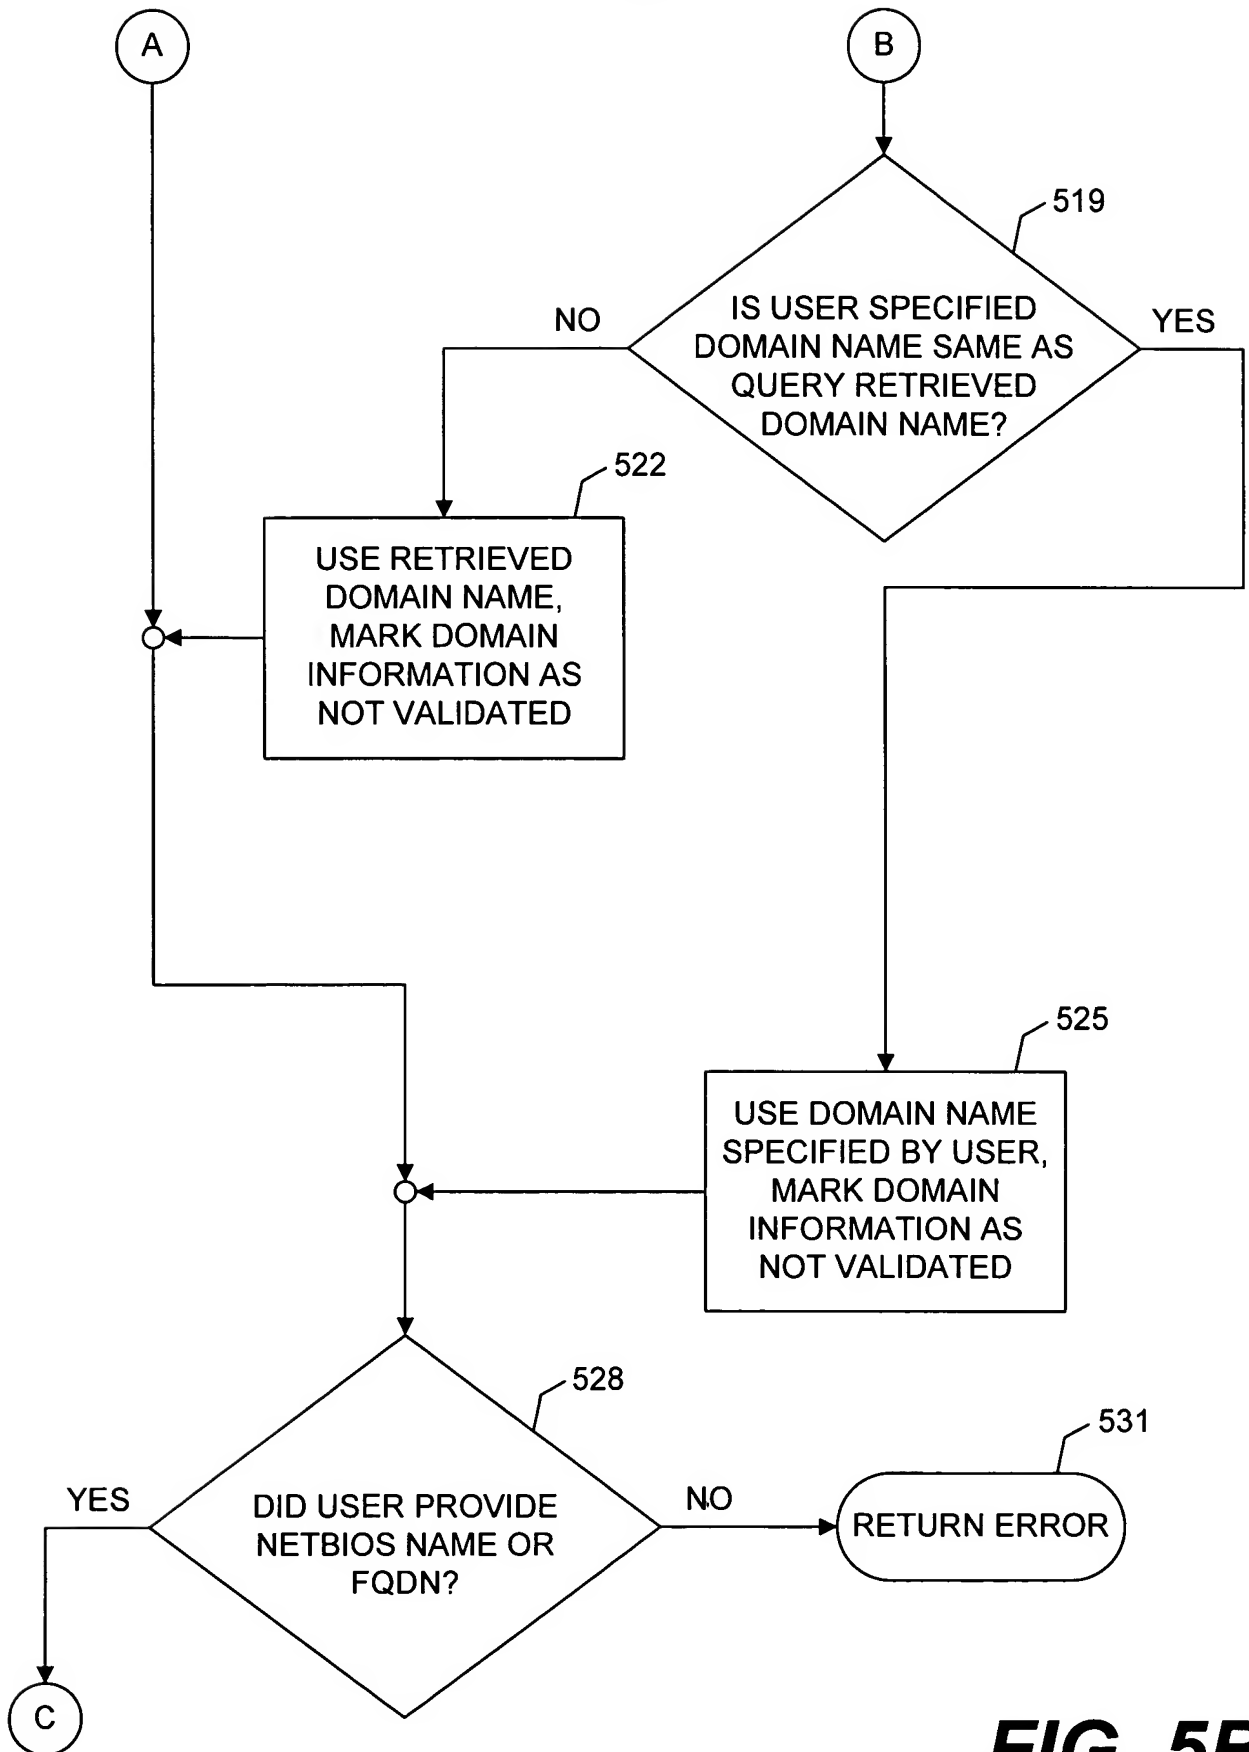 A
B
519
IS USER SPECIFIED
DOMAIN NAME SAME AS
QUERY RETRIEVED
DOMAIN NAME?
NO
YES
522
USE RETRIEVED
DOMAIN NAME,
MARK DOMAIN
INFORMATION AS
NOT VALIDATED
525
USE DOMAIN NAME
SPECIFIED BY USER,
MARK DOMAIN
INFORMATION AS
NOT VALIDATED
528
DID USER PROVIDE
NETBIOS NAME OR
FQDN?
YES
NO
531
RETURN ERROR
C
FIG.